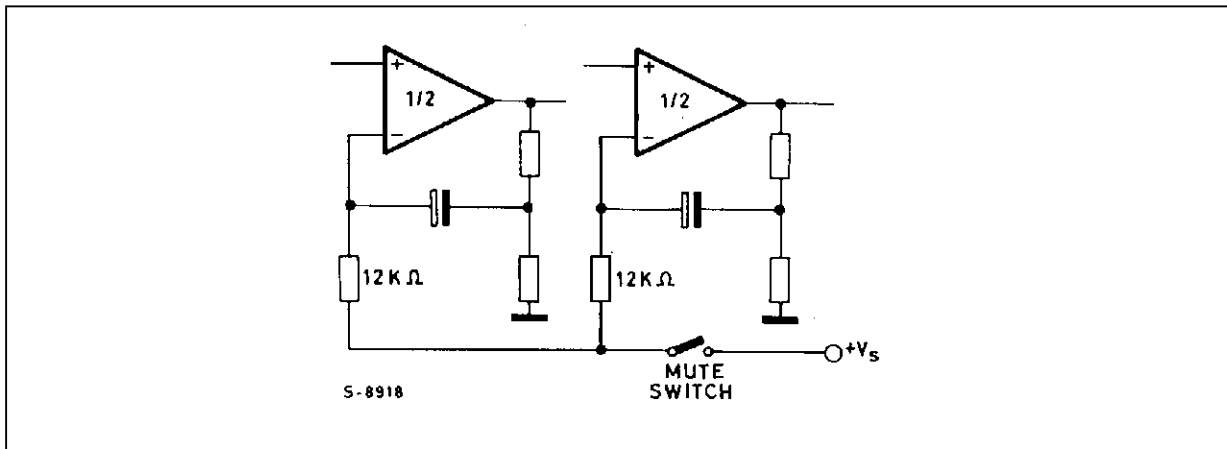 +
1/2
−
+
1/2
−
12KΩ
12KΩ
+Vs
MUTE
SWITCH
S-8918